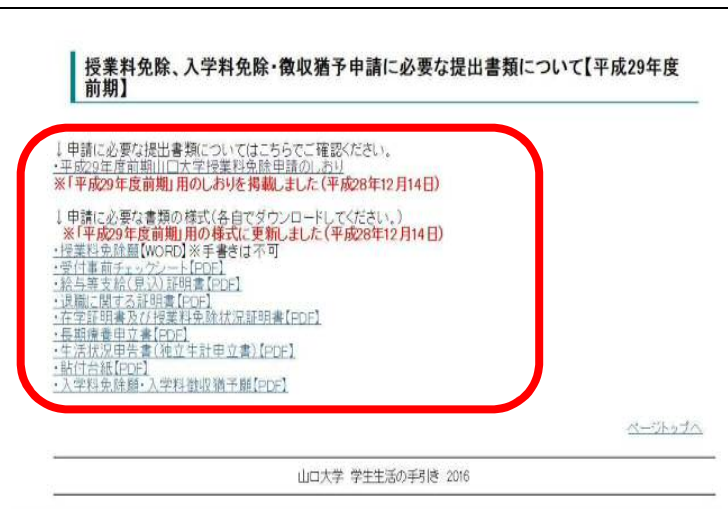 授業料免除、入学料免除・徴収猶予申請に必要な提出書類について【平成29年度
前期】
↓申請に必要な提出書類についてはこちらでご確認ください。
・平成29年度前期山口大学授業料免除申請のしおり
※「平成29年度前期」用のしおりを掲載しました(平成28年12月14日)
↓申請に必要な書類の様式(各自でダウンロードしてください。)
※「平成29年度前期」用の様式に更新しました(平成28年12月14日)
・授業料免除願【WORD】※手書きは不可
・受付事前チェックシート【PDF】
・給与等支給(見込)証明書【PDF】
・退職に関する証明書【PDF】
・在学証明書及び授業料免除状況証明書【PDF】
・長期療養申立書【PDF】
・生活状況申告書(独立生計申立書)【PDF】
・貼付台紙【PDF】
・入学料免除願・入学料徴収猶予願【PDF】
ページトップへ
山口大学 学生生活の手引き 2016